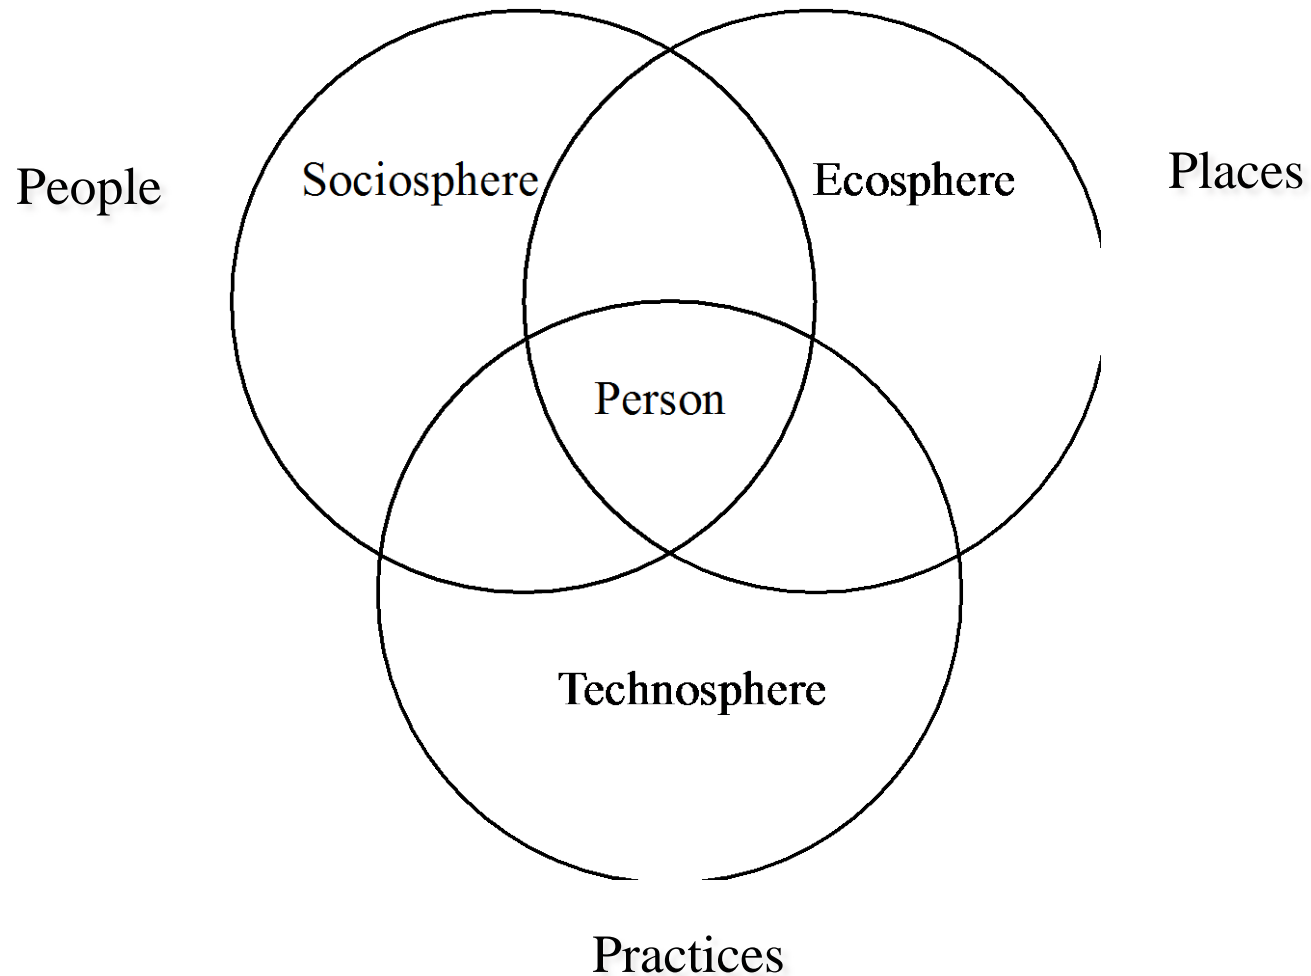 People
Sociosphere
Ecosphere
Places
Person
Technosphere
Practices